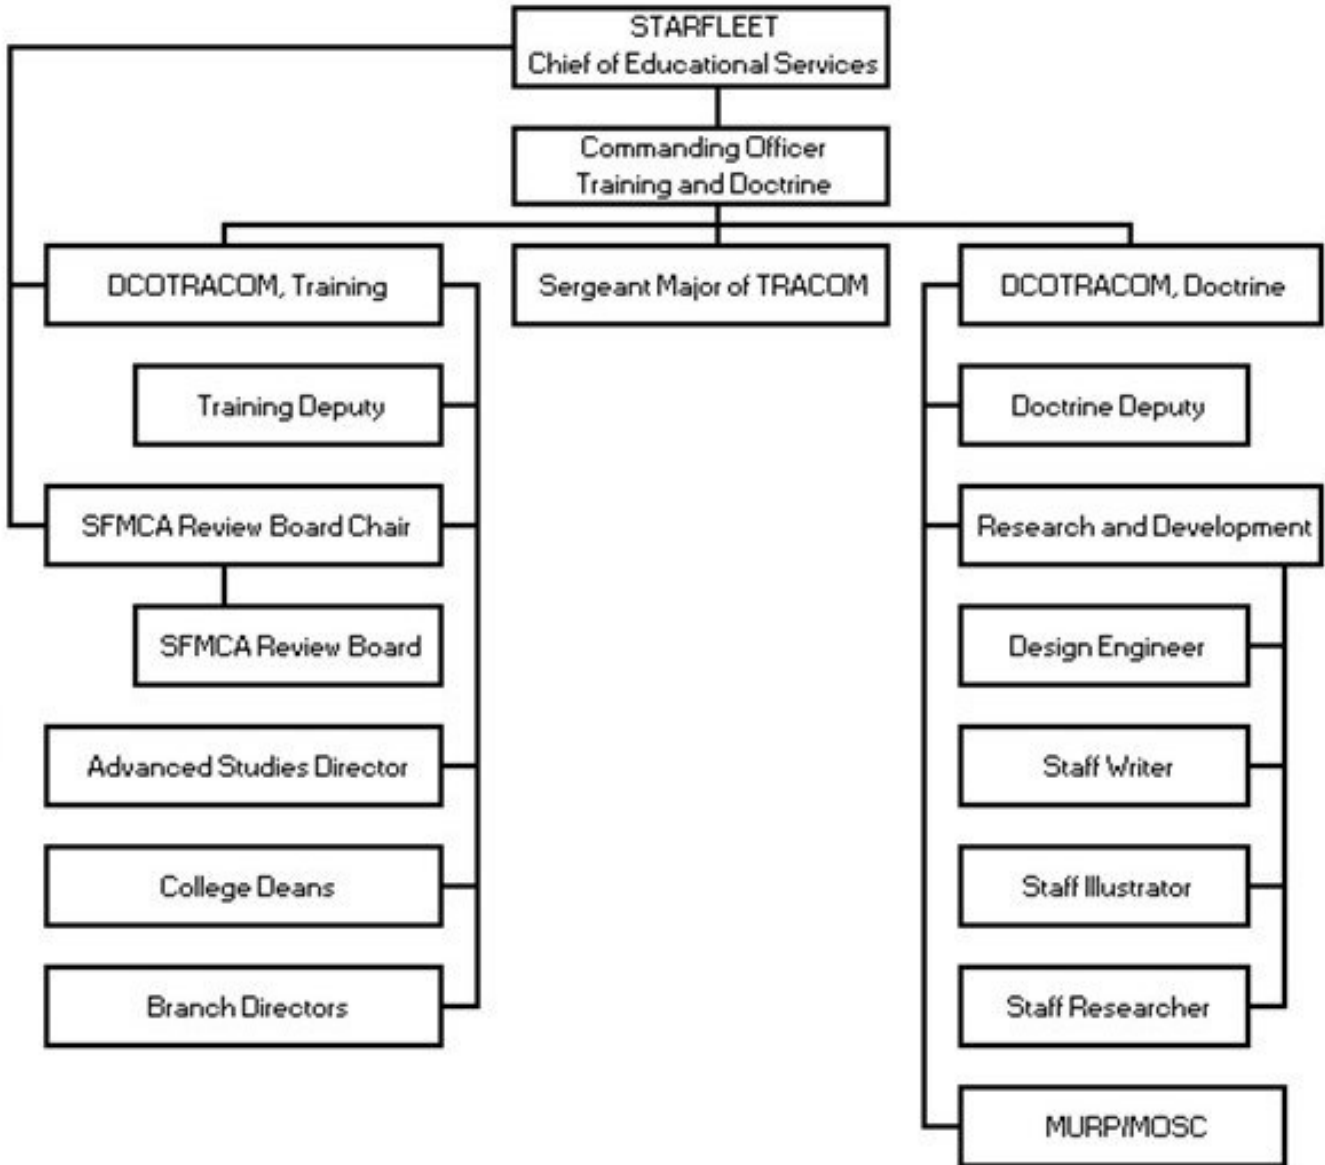 STARFLEET
Chief of Educational Services
Commanding Officer
Training and Doctrine
DCOTRACOM, Training
Sergeant Major of TRACOM
DCOTRACOM, Doctrine
Training Deputy
Doctrine Deputy
SFMCA Review Board Chair
Research and Development
SFMCA Review Board
Design Engineer
Advanced Studies Director
Staff Writer
College Deans
Staff Illustrator
Branch Directors
Staff Researcher
MURP/MOSC